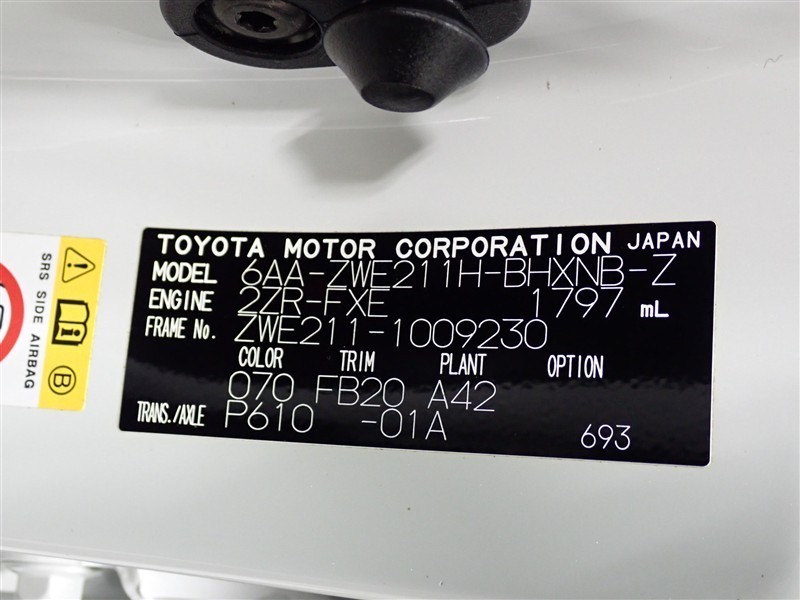 TOYOTA MOTOR CORPORATION JAPAN
MODEL 6AA-ZWE211H-BHXNB-Z
ENGINE 2ZR-FXE 1797 mL
FRAME No. ZWE211-1009230
COLOR TRIM PLANT OPTION
070 FB20 A42
TRANS./AXLE P610 -01A
693
SRS SIDE AIRBAG
B